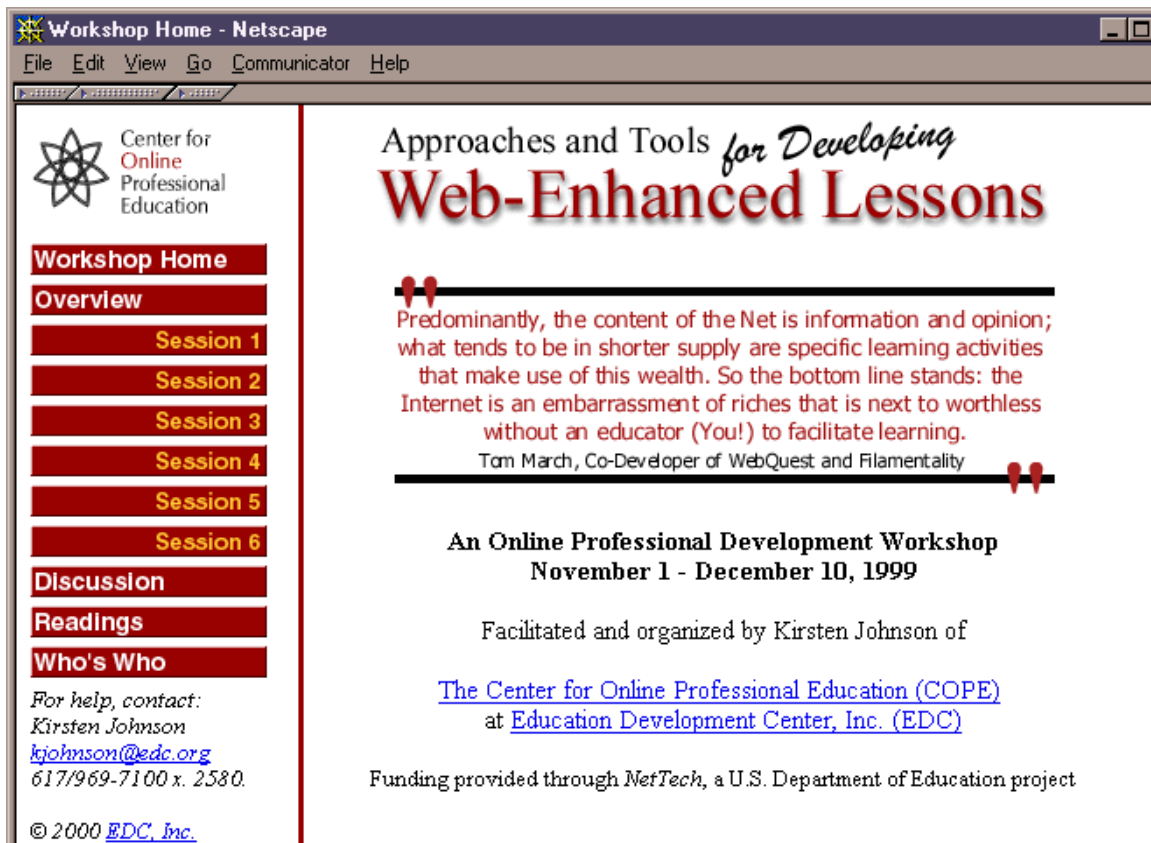 Workshop Home - Netscape
File Edit View Go Communicator Help
Center for
Online
Professional
Education
Workshop Home
Overview
Session 1
Session 2
Session 3
Session 4
Session 5
Session 6
Discussion
Readings
Who's Who
For help, contact:
Kirsten Johnson
kjohnson@edc.org
617/969-7100 x. 2580.
© 2000 EDC, Inc.
Approaches and Tools for Developing
Web-Enhanced Lessons
"
Predominantly, the content of the Net is information and opinion;
what tends to be in shorter supply are specific learning activities
that make use of this wealth. So the bottom line stands: the
Internet is an embarrassment of riches that is next to worthless
without an educator (You!) to facilitate learning.
Tom March, Co-Developer of WebQuest and Filamentality
"
An Online Professional Development Workshop
November 1 - December 10, 1999
Facilitated and organized by Kirsten Johnson of
The Center for Online Professional Education (COPE)
at Education Development Center, Inc. (EDC)
Funding provided through NetTech, a U.S. Department of Education project